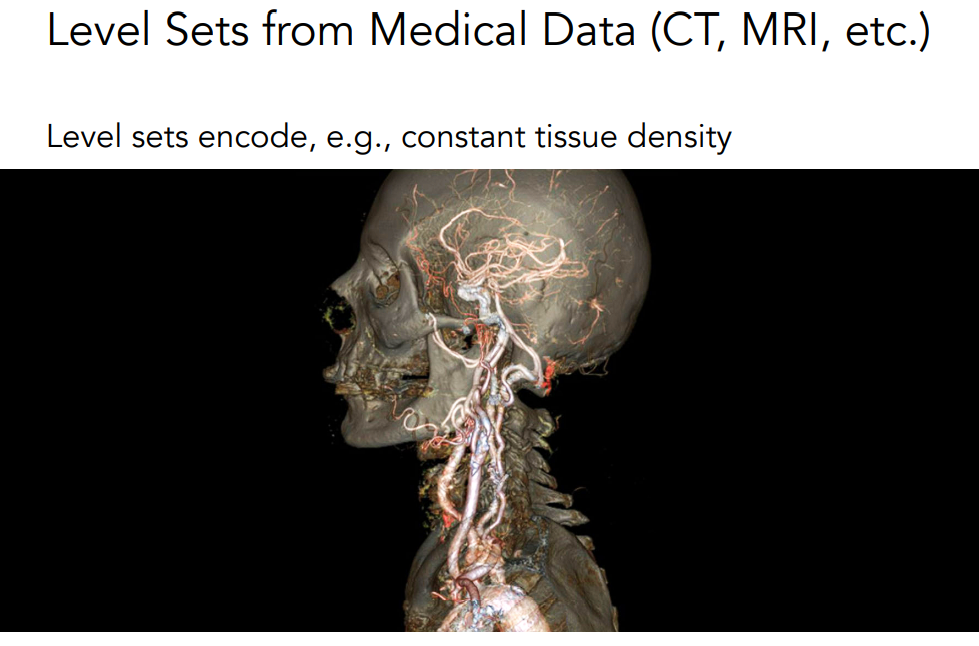 Level Sets from Medical Data (CT, MRI, etc.)
Level sets encode, e.g., constant tissue density